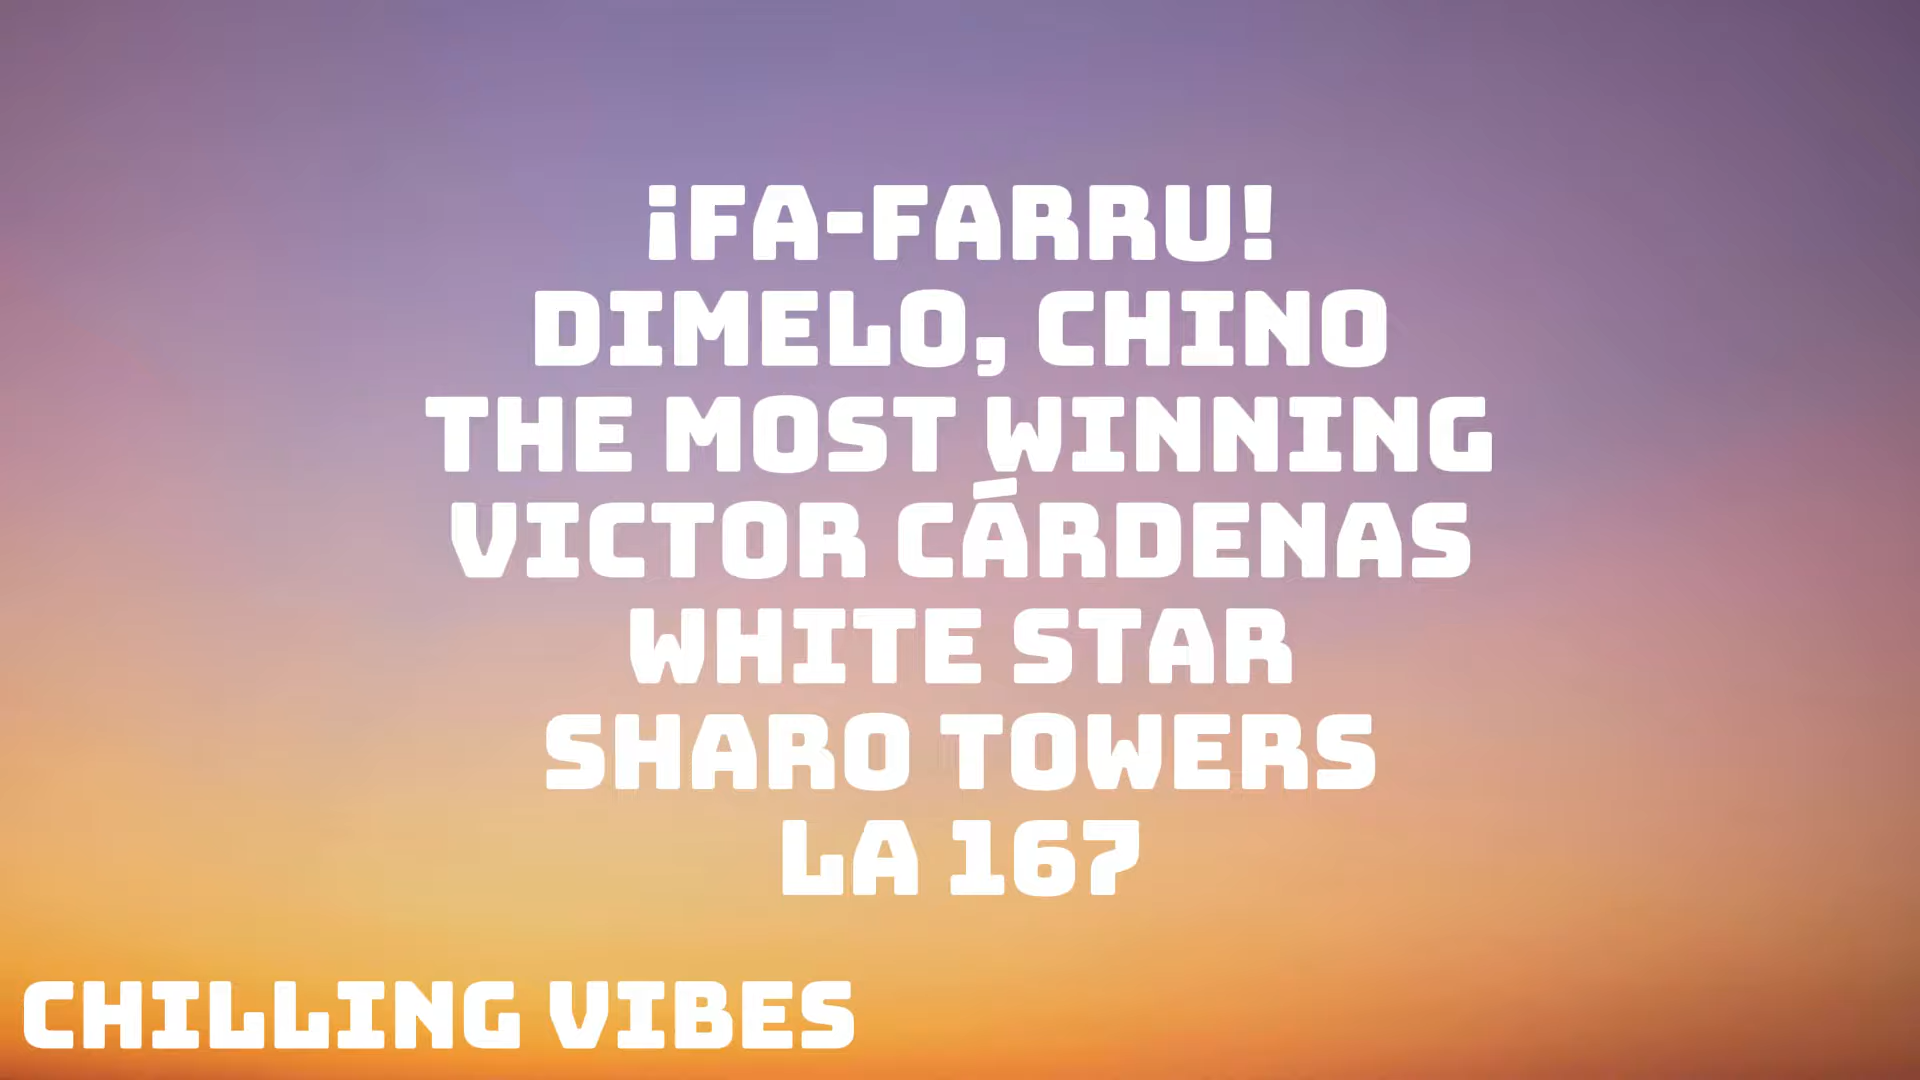 ¡FA-FARRU!
DIMELO, CHINO
THE MOST WINNING
VICTOR CÁRDENAS
WHITE STAR
SHARO TOWERS
LA 167
CHILLING VIBES